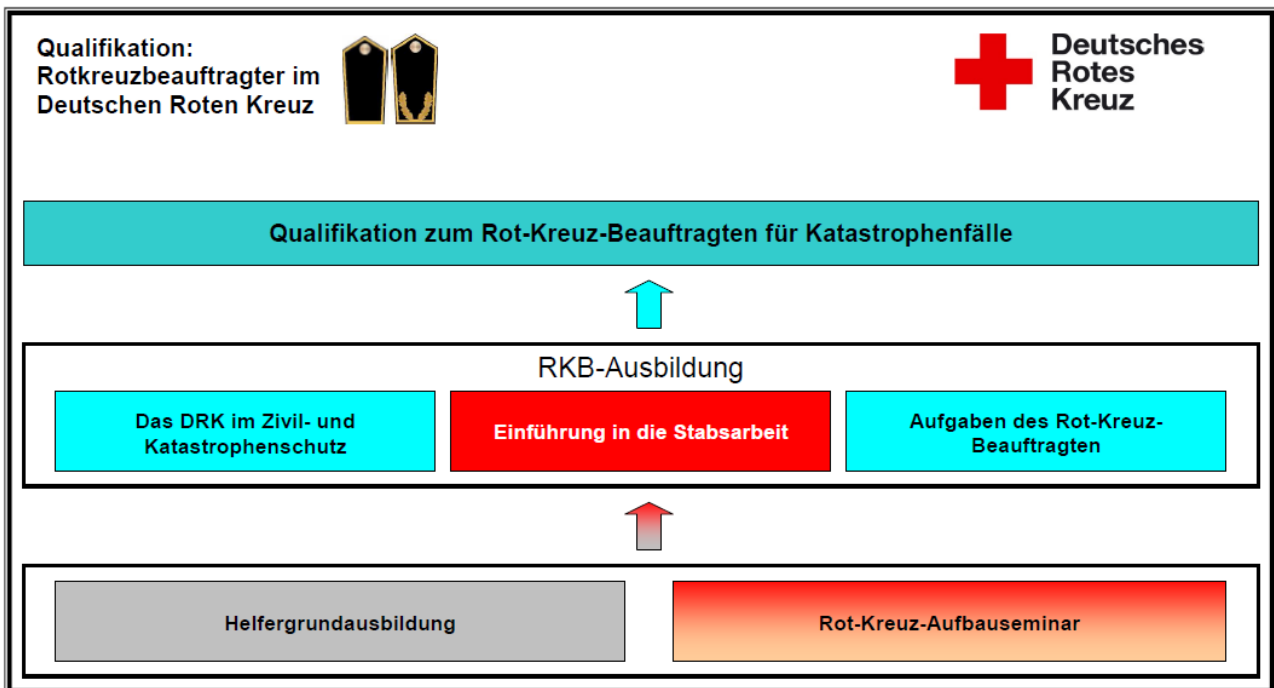 Qualifikation:
Rotkreuzbeauftragter im
Deutschen Roten Kreuz
Deutsches
Rotes
Kreuz
Qualifikation zum Rot-Kreuz-Beauftragten für Katastrophenfälle
RKB-Ausbildung
Das DRK im Zivil- und
Katastrophenschutz
Einführung in die Stabsarbeit
Aufgaben des Rot-Kreuz-
Beauftragten
Helfergrundausbildung
Rot-Kreuz-Aufbauseminar